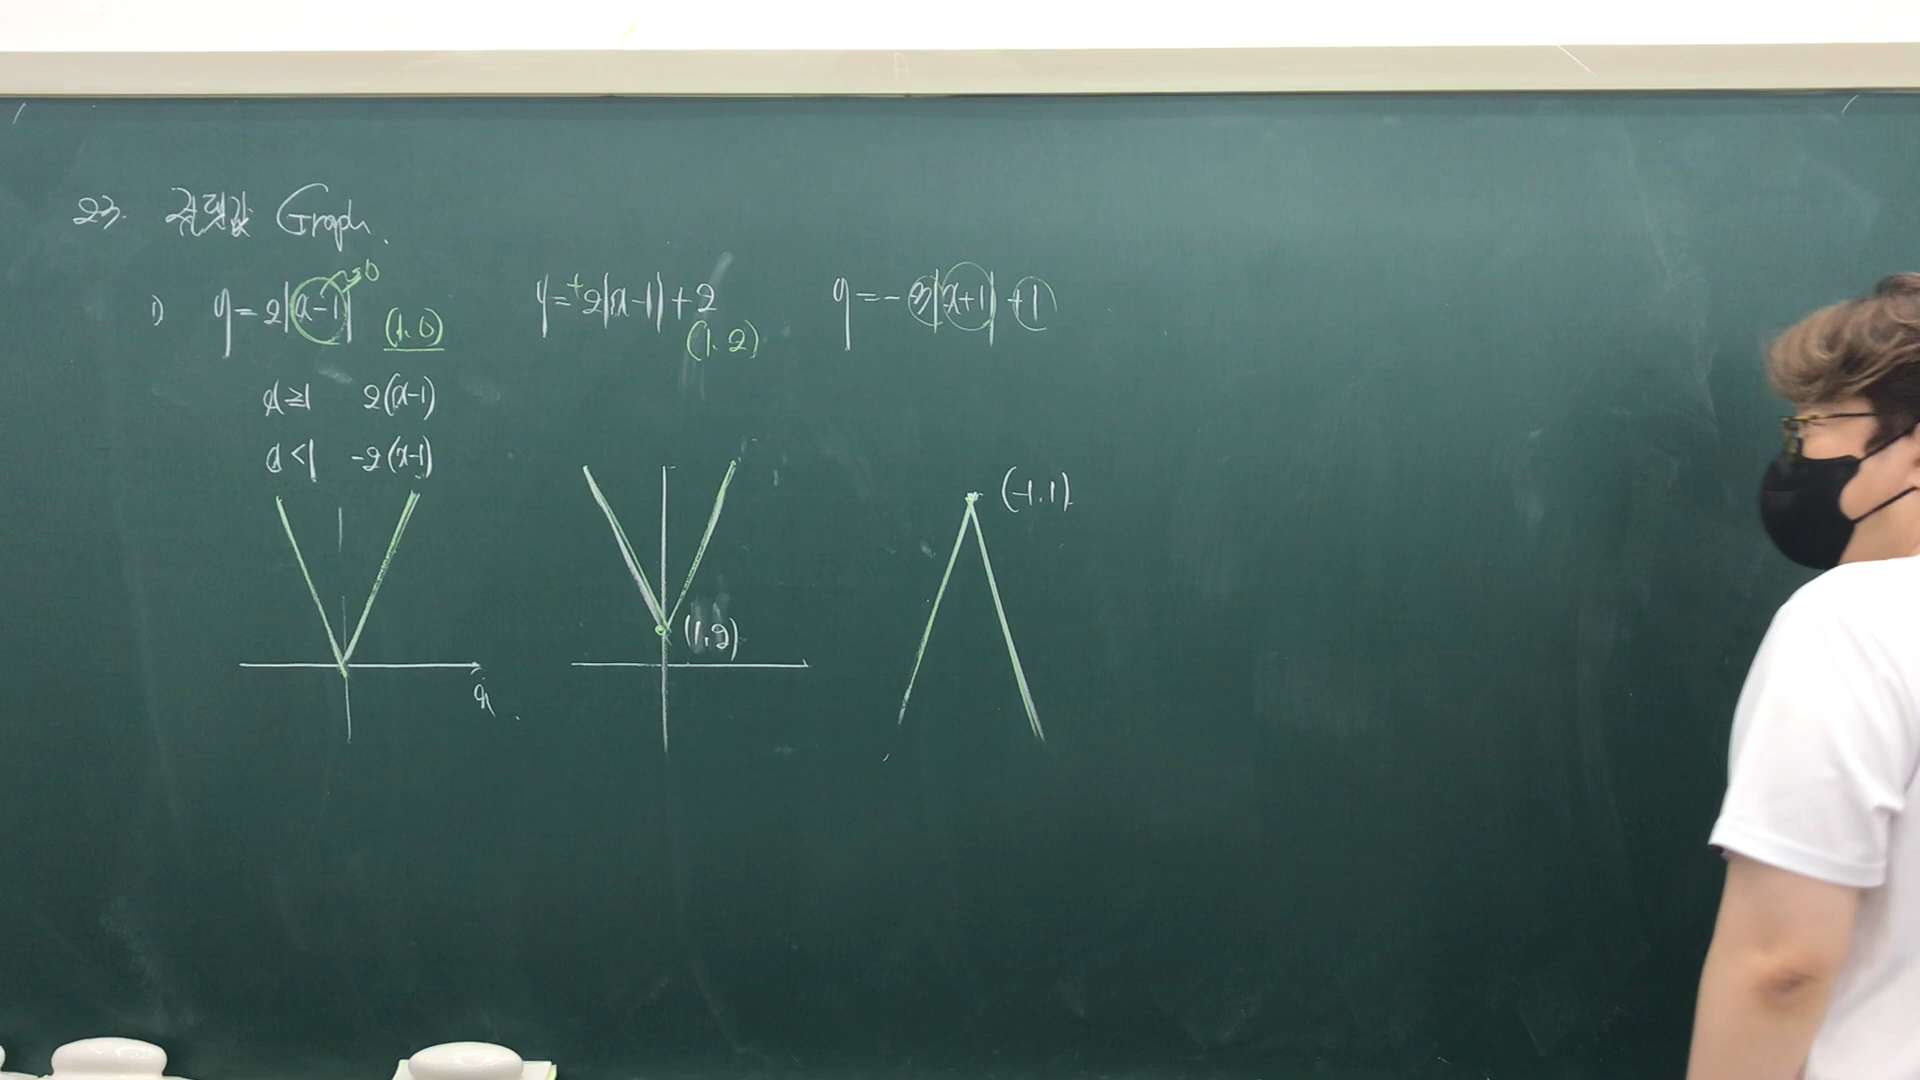 23. 절댓값 Graph.
1) y=2|x-1| → 0 (1, 0)
x≥1 2(x-1)
x<1 -2(x-1)
x
y=+2|x-1|+2
(1, 2)
(1, 2)
y=-3|x+1|+1
(-1, 1)